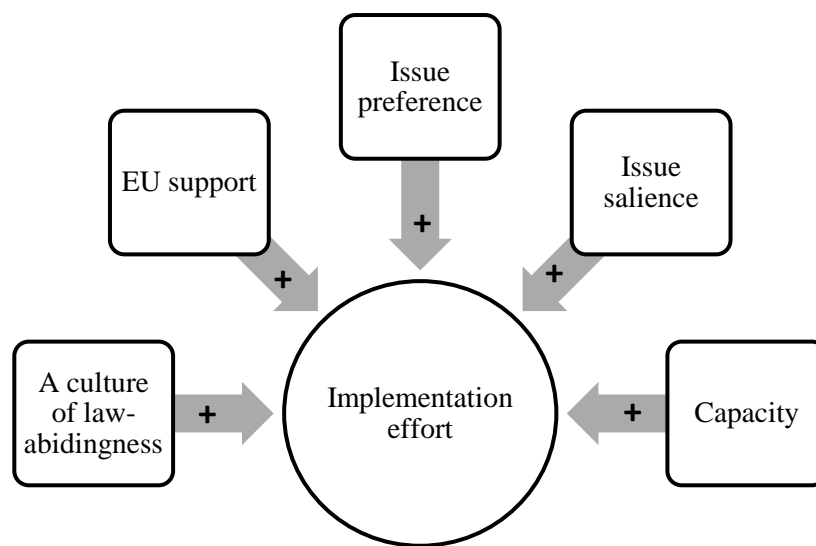 Issue
preference
EU support
Issue
salience
+
+
+
A culture
of law-
abidingness
+
Implementation
effort
+
Capacity